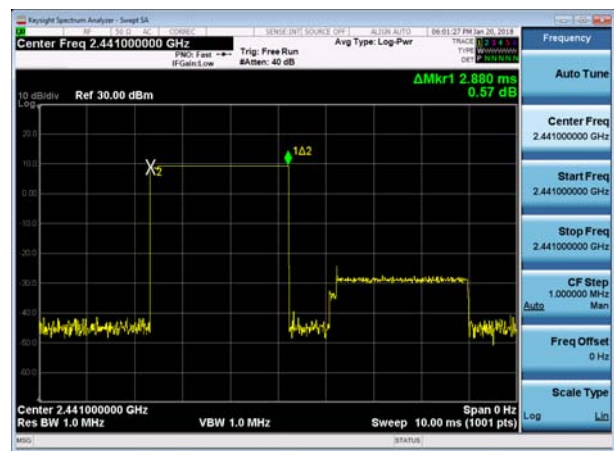 Keysight Spectrum Analyzer - Swept SA
RF 50 Ω AC CORREC SENSE:INT SOURCE OFF ALIGN AUTO 06:01:27 PM Jan 20, 2018
Center Freq 2.441000000 GHz
PNO: Fast
IFGain:Low
Trig: Free Run
#Atten: 40 dB
Avg Type: Log-Pwr
TRACE 1 2 3 4 5 6
TYPE
DET P N N N N N
ΔMkr1 2.880 ms
0.57 dB
10 dB/div
Log
Ref 30.00 dBm
20.0
10.0
0.00
-10.0
-20.0
-30.0
-40.0
-50.0
-60.0
X2
1Δ2
Center 2.441000000 GHz
Span 0 Hz
Res BW 1.0 MHz
VBW 1.0 MHz
Sweep 10.00 ms (1001 pts)
MSG
STATUS
Frequency
Auto Tune
Center Freq
2.441000000 GHz
Start Freq
2.441000000 GHz
Stop Freq
2.441000000 GHz
CF Step
1.000000 MHz
Auto Man
Freq Offset
0 Hz
Scale Type
Log Lin